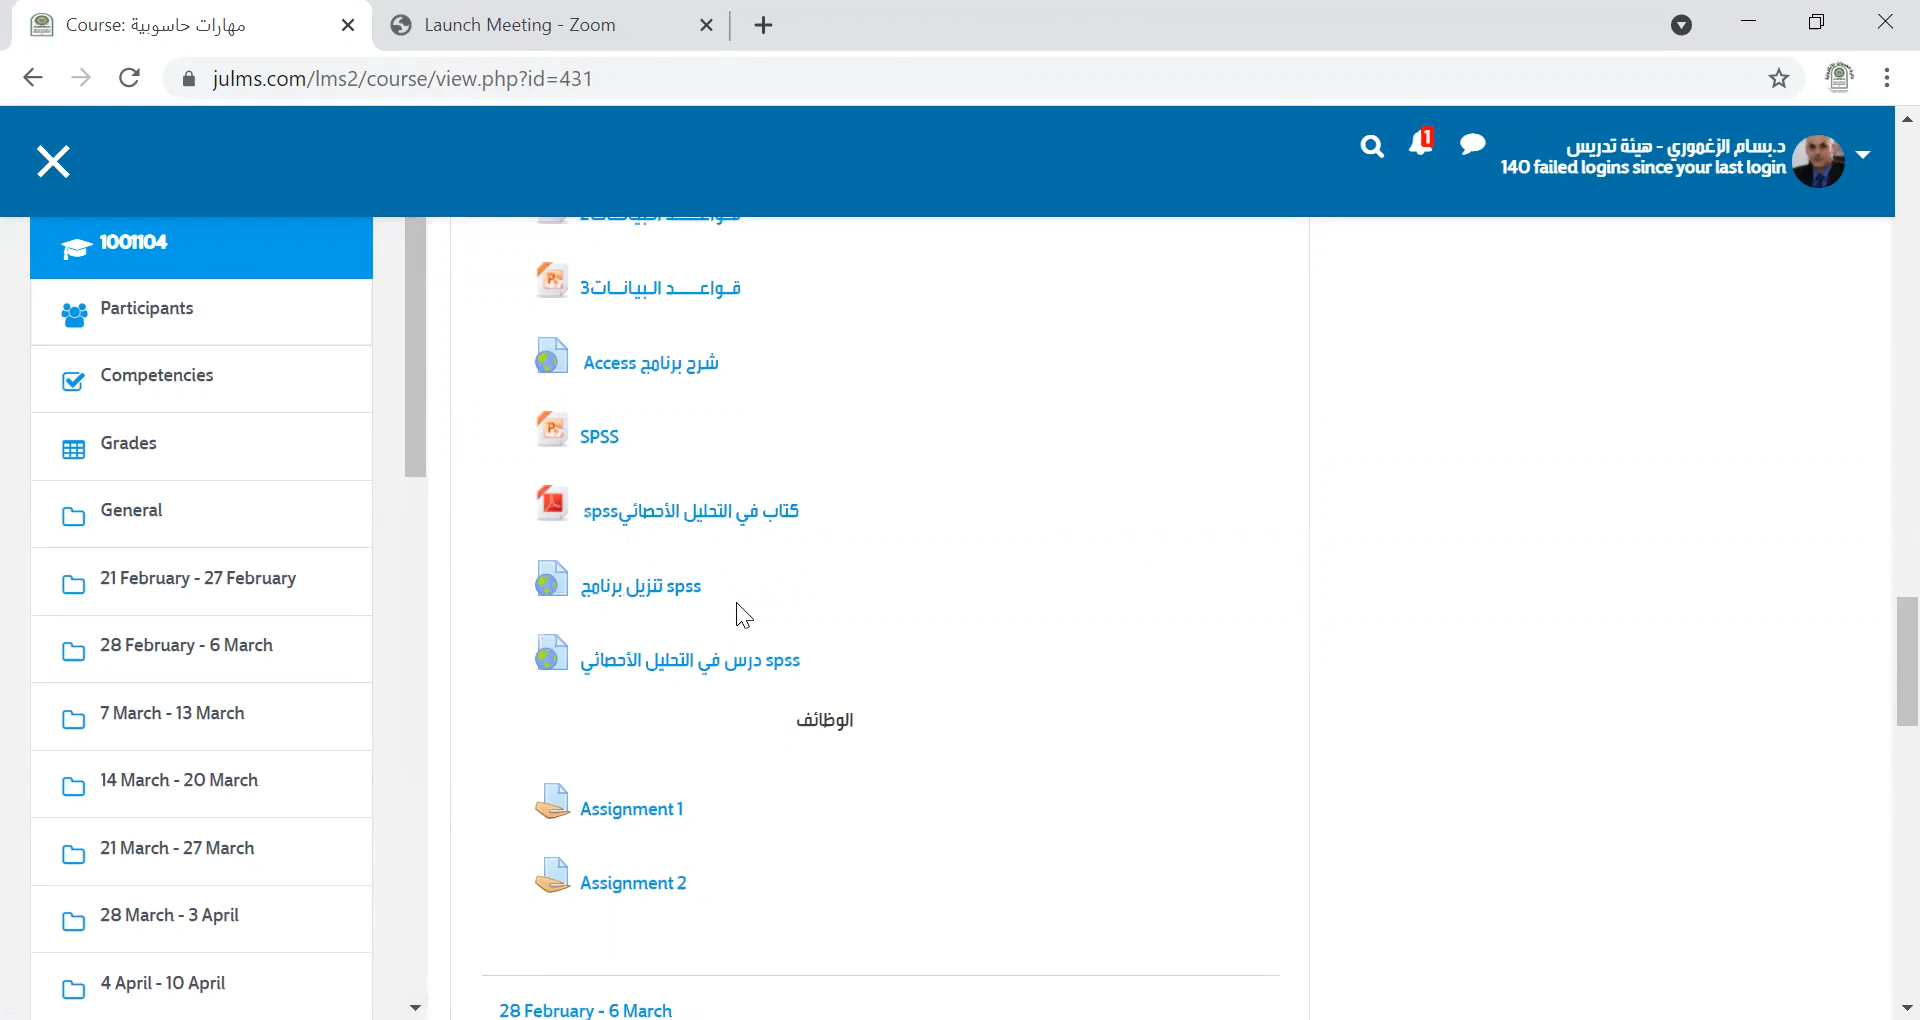 Course: مهارات حاسوبية
Launch Meeting - Zoom
julms.com/lms2/course/view.php?id=431
1
د.بسام الزغموري - هيئة تدريس
140 failed logins since your last login
1001104
Participants
Competencies
Grades
General
21 February - 27 February
28 February - 6 March
7 March - 13 March
14 March - 20 March
21 March - 27 March
28 March - 3 April
4 April - 10 April
قـواعــــد الـبيانــات2
قـواعــــد الـبيانــات3
شرح برنامج Access
SPSS
كتاب في التحليل الأحصائيspss
spss تنزيل برنامج
spss درس في التحليل الأحصائي
الوظائف
Assignment 1
Assignment 2
28 February - 6 March